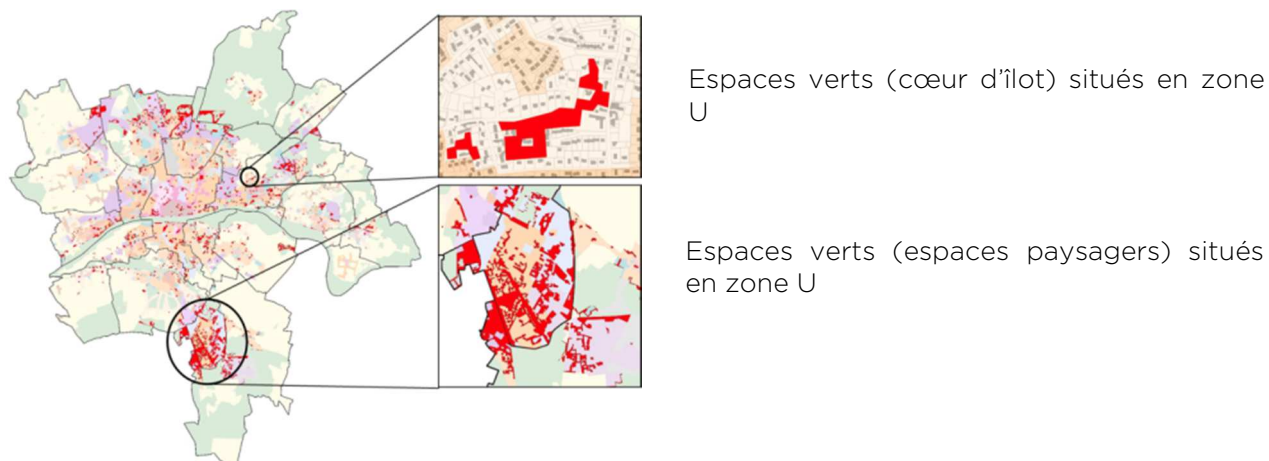 Espaces verts (cœur d'îlot) situés en zone
U
Espaces verts (espaces paysagers) situés
en zone U